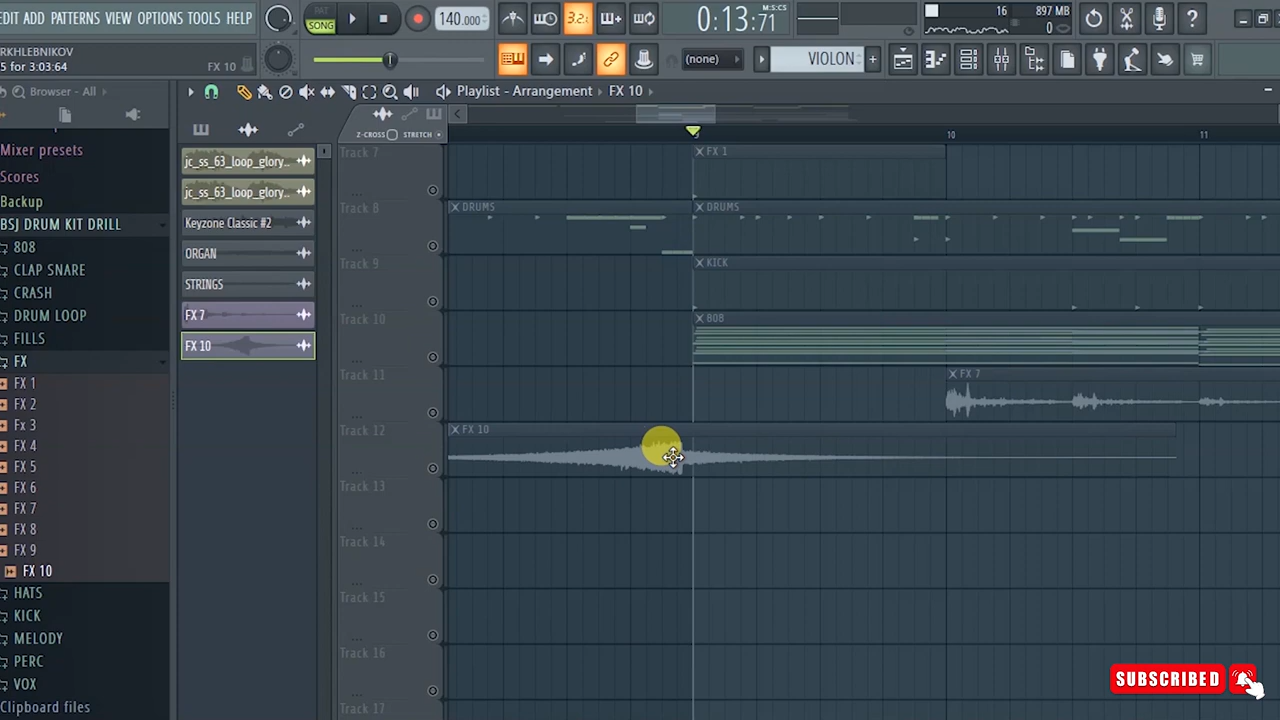 EDIT ADD PATTERNS VIEW OPTIONS TOOLS HELP
PAT
SONG
140.000
3.2:
0:13:71
M:S:CS
16
897 MB
0
RKHLEBNIKOV
5 for 3:03:64
FX 10
(none)
VIOLON
Browser - All
Playlist - Arrangement
FX 10
Z-CROSS
STRETCH
9
10
11
Mixer presets
Scores
Backup
BSJ DRUM KIT DRILL
808
CLAP SNARE
CRASH
DRUM LOOP
FILLS
FX
FX 1
FX 2
FX 3
FX 4
FX 5
FX 6
FX 7
FX 8
FX 9
FX 10
HATS
KICK
MELODY
PERC
VOX
Clipboard files
jc_ss_63_loop_glory..
jc_ss_63_loop_glory..
Keyzone Classic #2
ORGAN
STRINGS
FX 7
FX 10
Track 7
FX 1
Track 8
DRUMS
DRUMS
Track 9
KICK
Track 10
808
Track 11
FX 7
Track 12
FX 10
Track 13
Track 14
Track 15
Track 16
Track 17
SUBSCRIBED